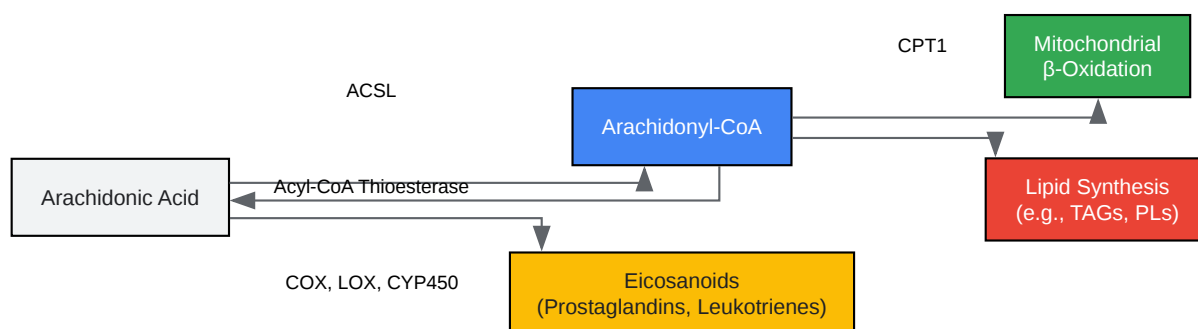 CPT1
Mitochondrial
β-Oxidation
ACSL
Arachidonyl-CoA
Arachidonic Acid
Acyl-CoA Thioesterase
Lipid Synthesis
(e.g., TAGs, PLs)
COX, LOX, CYP450
Eicosanoids
(Prostaglandins, Leukotrienes)